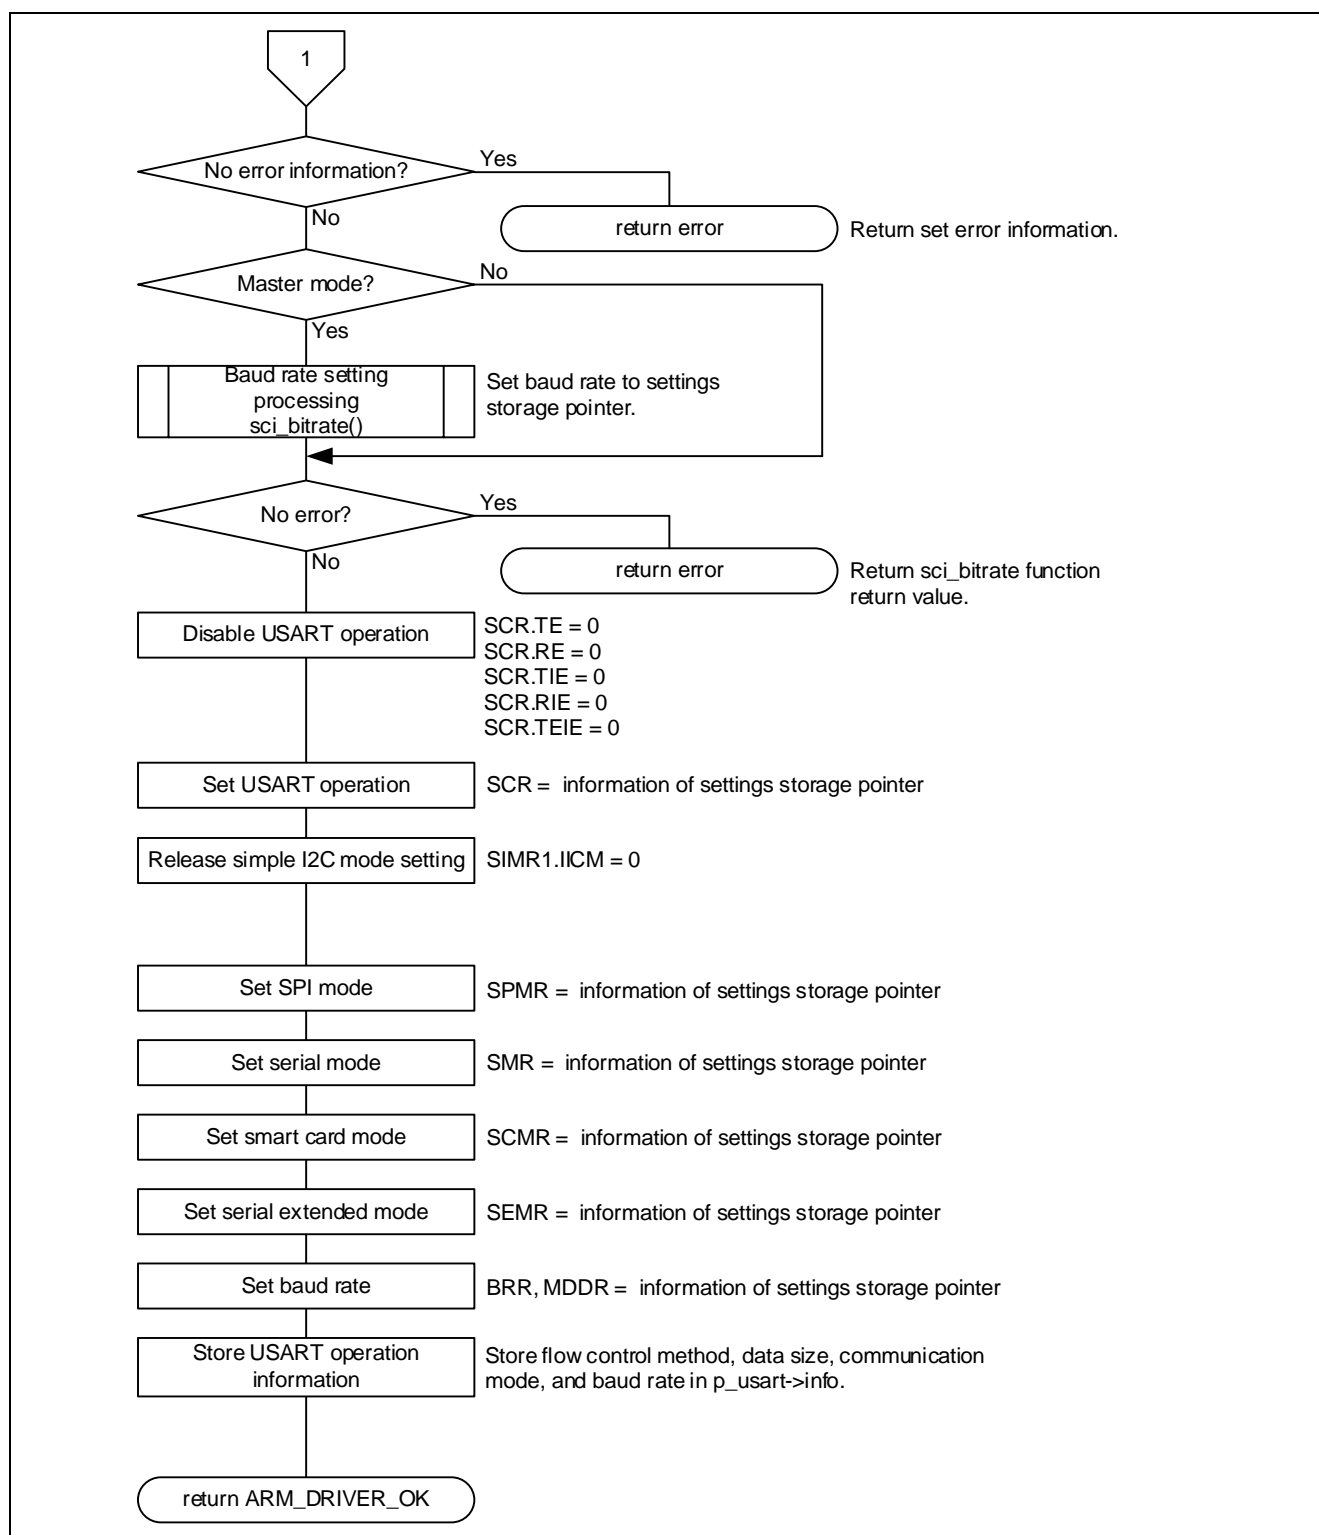 1
No error information?
Yes
No
return error
Return set error information.
Master mode?
No
Yes
Baud rate setting
processing
sci_bitrate()
Set baud rate to settings
storage pointer.
No error?
Yes
No
return error
Return sci_bitrate function
return value.
Disable USART operation
SCR.TE = 0
SCR.RE = 0
SCR.TIE = 0
SCR.RIE = 0
SCR.TEIE = 0
Set USART operation
SCR = information of settings storage pointer
Release simple I2C mode setting
SIMR1.IICM = 0
Set SPI mode
SPMR = information of settings storage pointer
Set serial mode
SMR = information of settings storage pointer
Set smart card mode
SCMR = information of settings storage pointer
Set serial extended mode
SEMR = information of settings storage pointer
Set baud rate
BRR, MDDR = information of settings storage pointer
Store USART operation
information
Store flow control method, data size, communication
mode, and baud rate in p_usart->info.
return ARM_DRIVER_OK